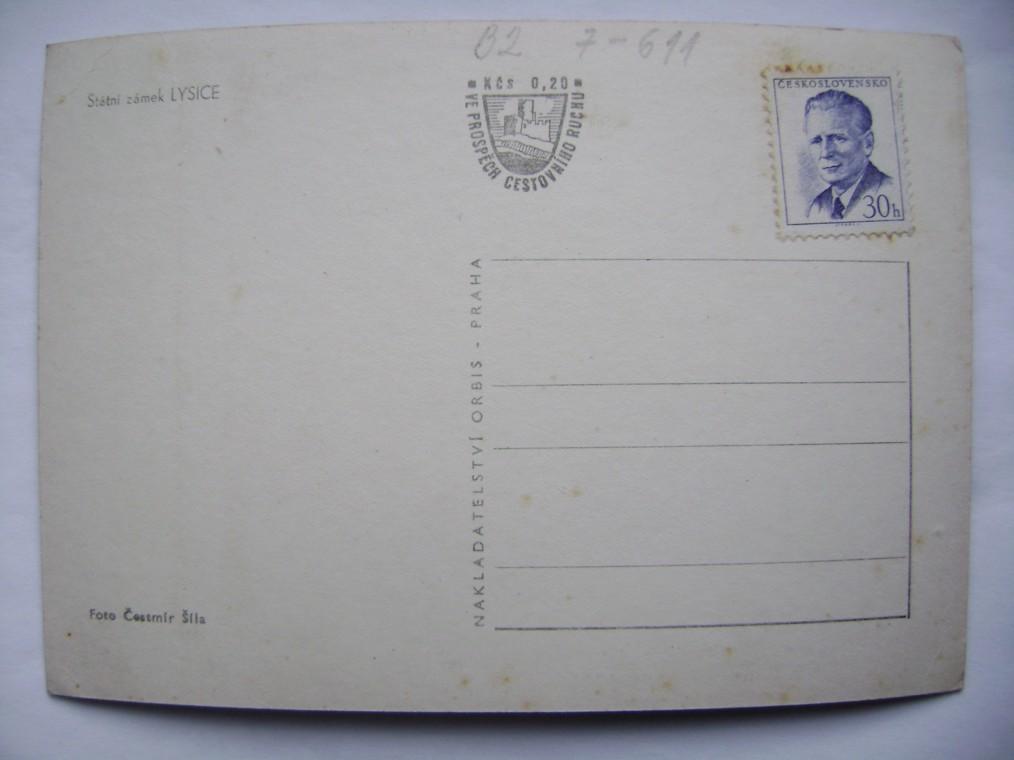 B2 7-611
Státní zámek LYSICE
KČs 0,20
VE PROSPĚCH CESTOVNÍHO RUCHU
ČESKOSLOVENSKO
30h
NAKLADATELSTVÍ ORBIS - PRAHA
Foto Čestmír Šíla